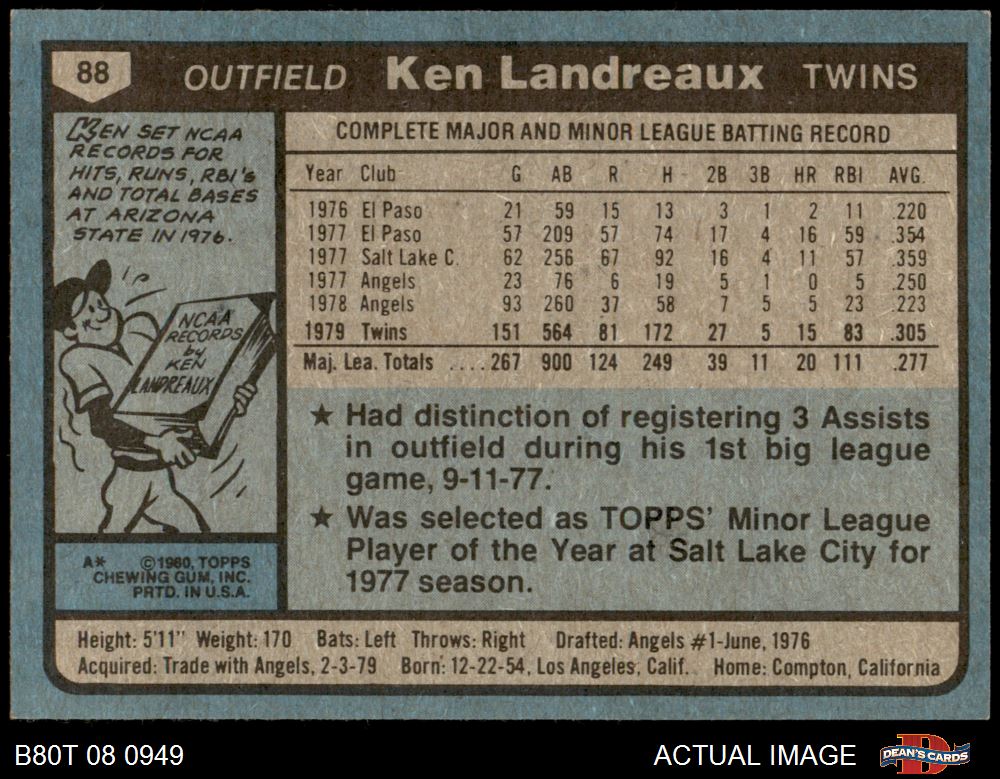 88 OUTFIELD Ken Landreaux TWINS
KEN SET NCAA
RECORDS FOR
HITS, RUNS, RBI's
AND TOTAL BASES
AT ARIZONA
STATE IN 1976.
NCAA
RECORDS
by
KEN
LANDREAUX
A* ©1980, TOPPS
CHEWING GUM, INC.
PRTD. IN U.S.A.
COMPLETE MAJOR AND MINOR LEAGUE BATTING RECORD
Year Club G AB R H 2B 3B HR RBI AVG.
1976 El Paso 21 59 15 13 3 1 2 11 .220
1977 El Paso 57 209 57 74 17 4 16 59 .354
1977 Salt Lake C. 62 256 67 92 16 4 11 57 .359
1977 Angels 23 76 6 19 5 1 0 5 .250
1978 Angels 93 260 37 58 7 5 5 23 .223
1979 Twins 151 564 81 172 27 5 15 83 .305
Maj. Lea. Totals ....267 900 124 249 39 11 20 111 .277
★ Had distinction of registering 3 Assists
in outfield during his 1st big league
game, 9-11-77.
★ Was selected as TOPPS' Minor League
Player of the Year at Salt Lake City for
1977 season.
Height: 5'11" Weight: 170 Bats: Left Throws: Right Drafted: Angels #1-June, 1976
Acquired: Trade with Angels, 2-3-79 Born: 12-22-54, Los Angeles, Calif. Home: Compton, California
B80T 08 0949 ACTUAL IMAGE DEAN'S CARDS